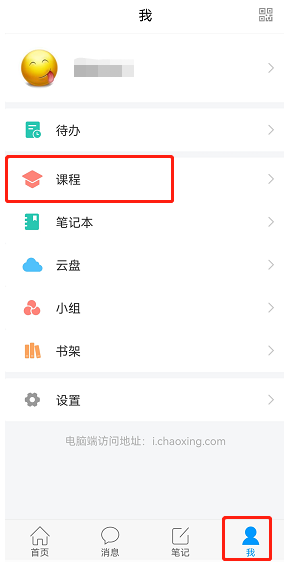 我
待办
课程
笔记本
云盘
小组
书架
设置
电脑端访问地址：i.chaoxing.com
首页
消息
笔记
我